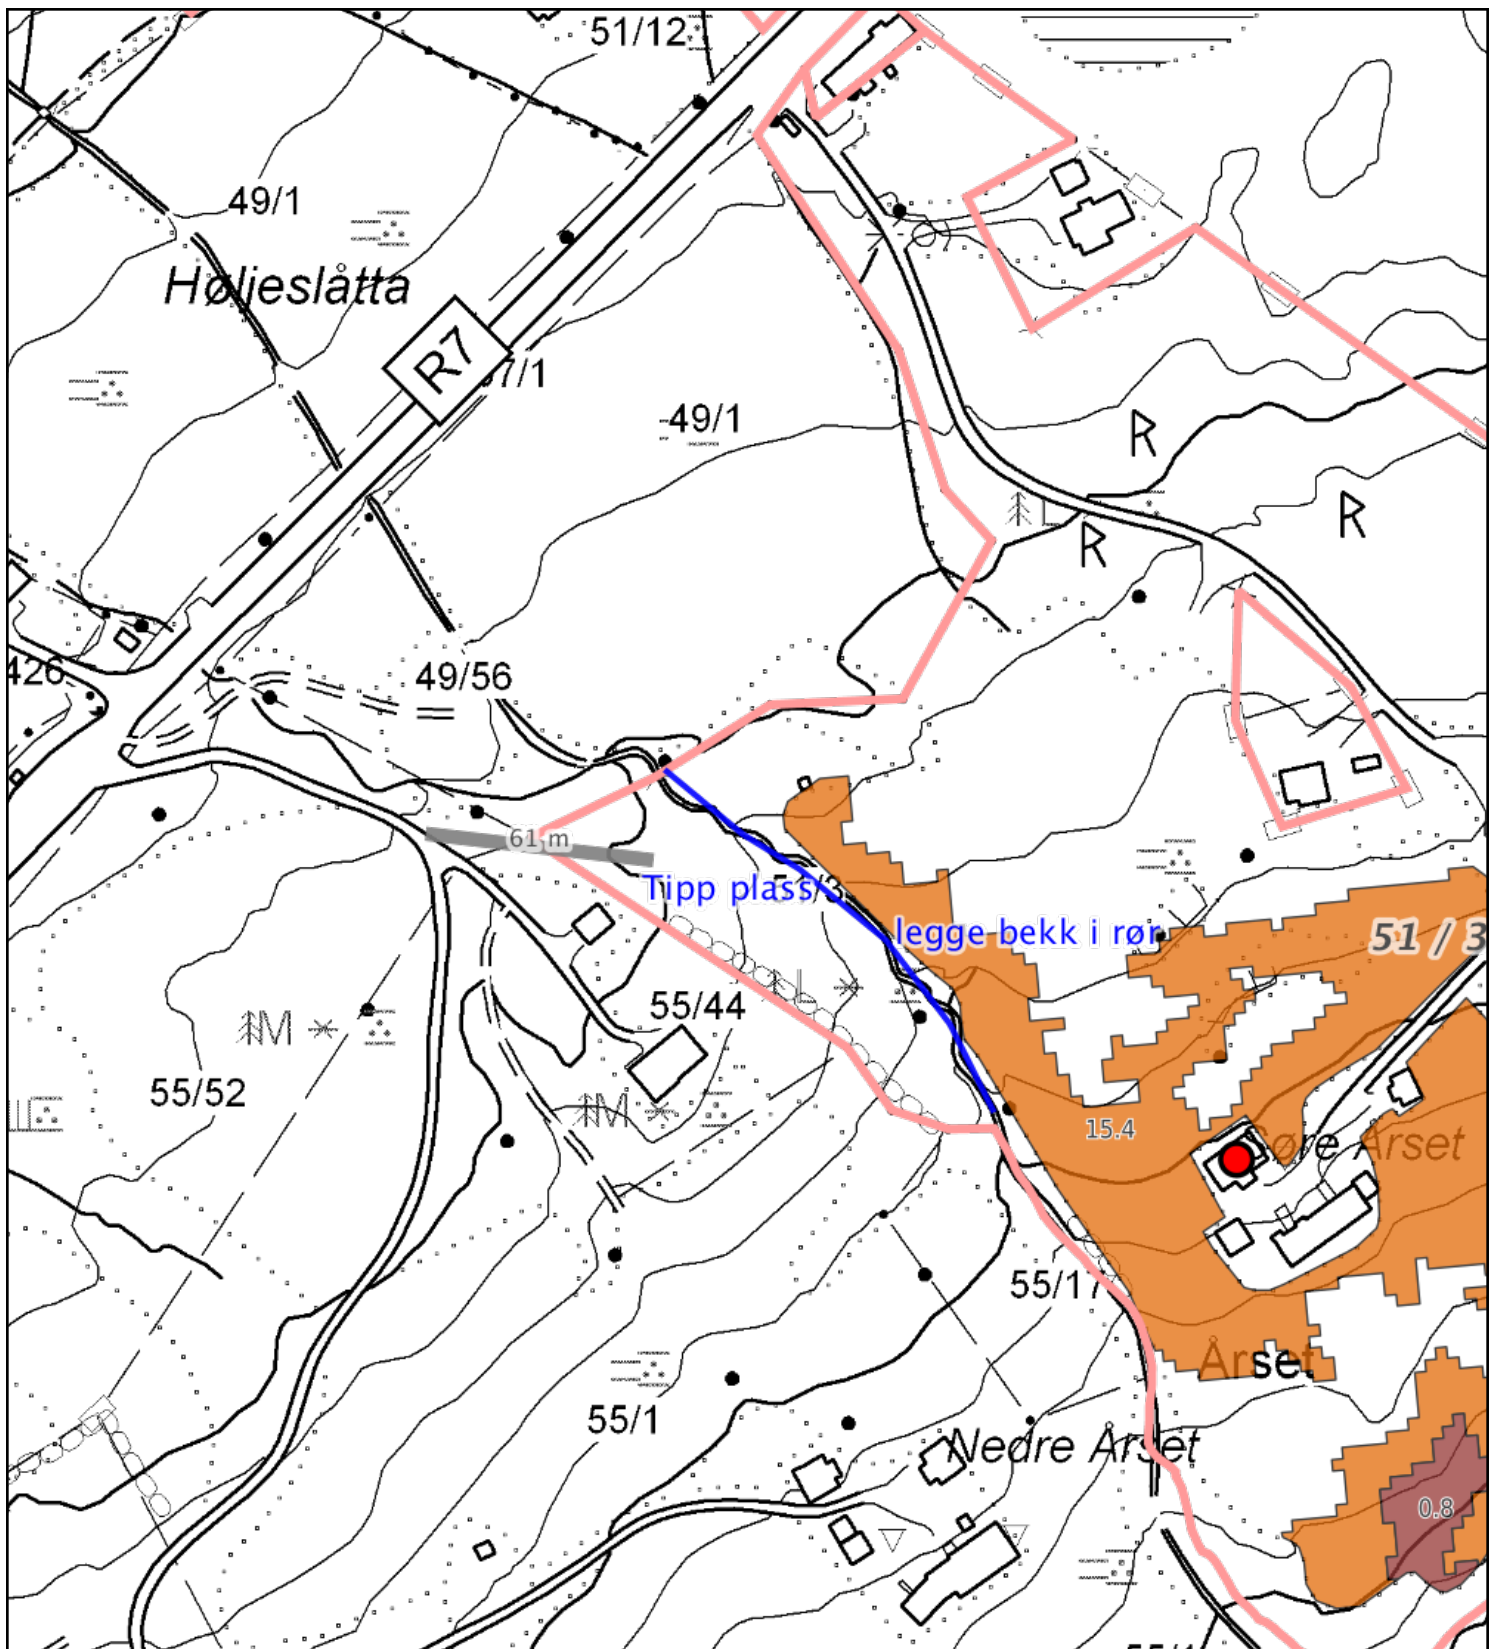 51/12
49/1
Høljeslåtta
R7
7/1
49/1
R
R
R
L
426
49/56
61 m
Tipp plass
/3
legge bekk i rør
51 / 3
55/44
M
55/52
M
15.4
Søre Årset
55/17
Årset
55/1
Nedre Årset
0.8